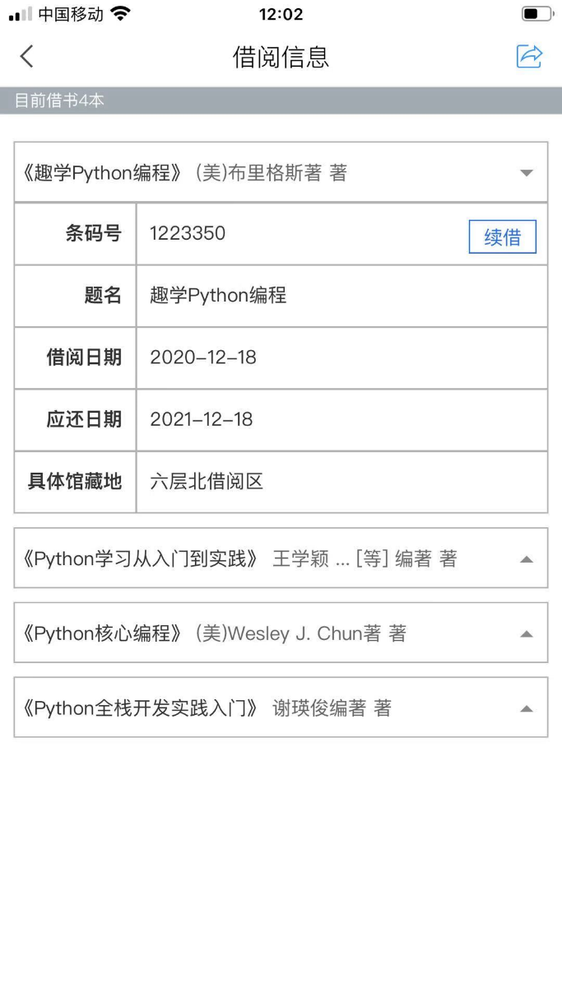 中国移动 12:02
借阅信息
目前借书4本
《趣学Python编程》 (美)布里格斯著 著
条码号 1223350 续借
题名 趣学Python编程
借阅日期 2020-12-18
应还日期 2021-12-18
具体馆藏地 六层北借阅区
《Python学习从入门到实践》 王学颖 ... [等] 编著 著
《Python核心编程》 (美)Wesley J. Chun著 著
《Python全栈开发实践入门》 谢瑛俊编著 著